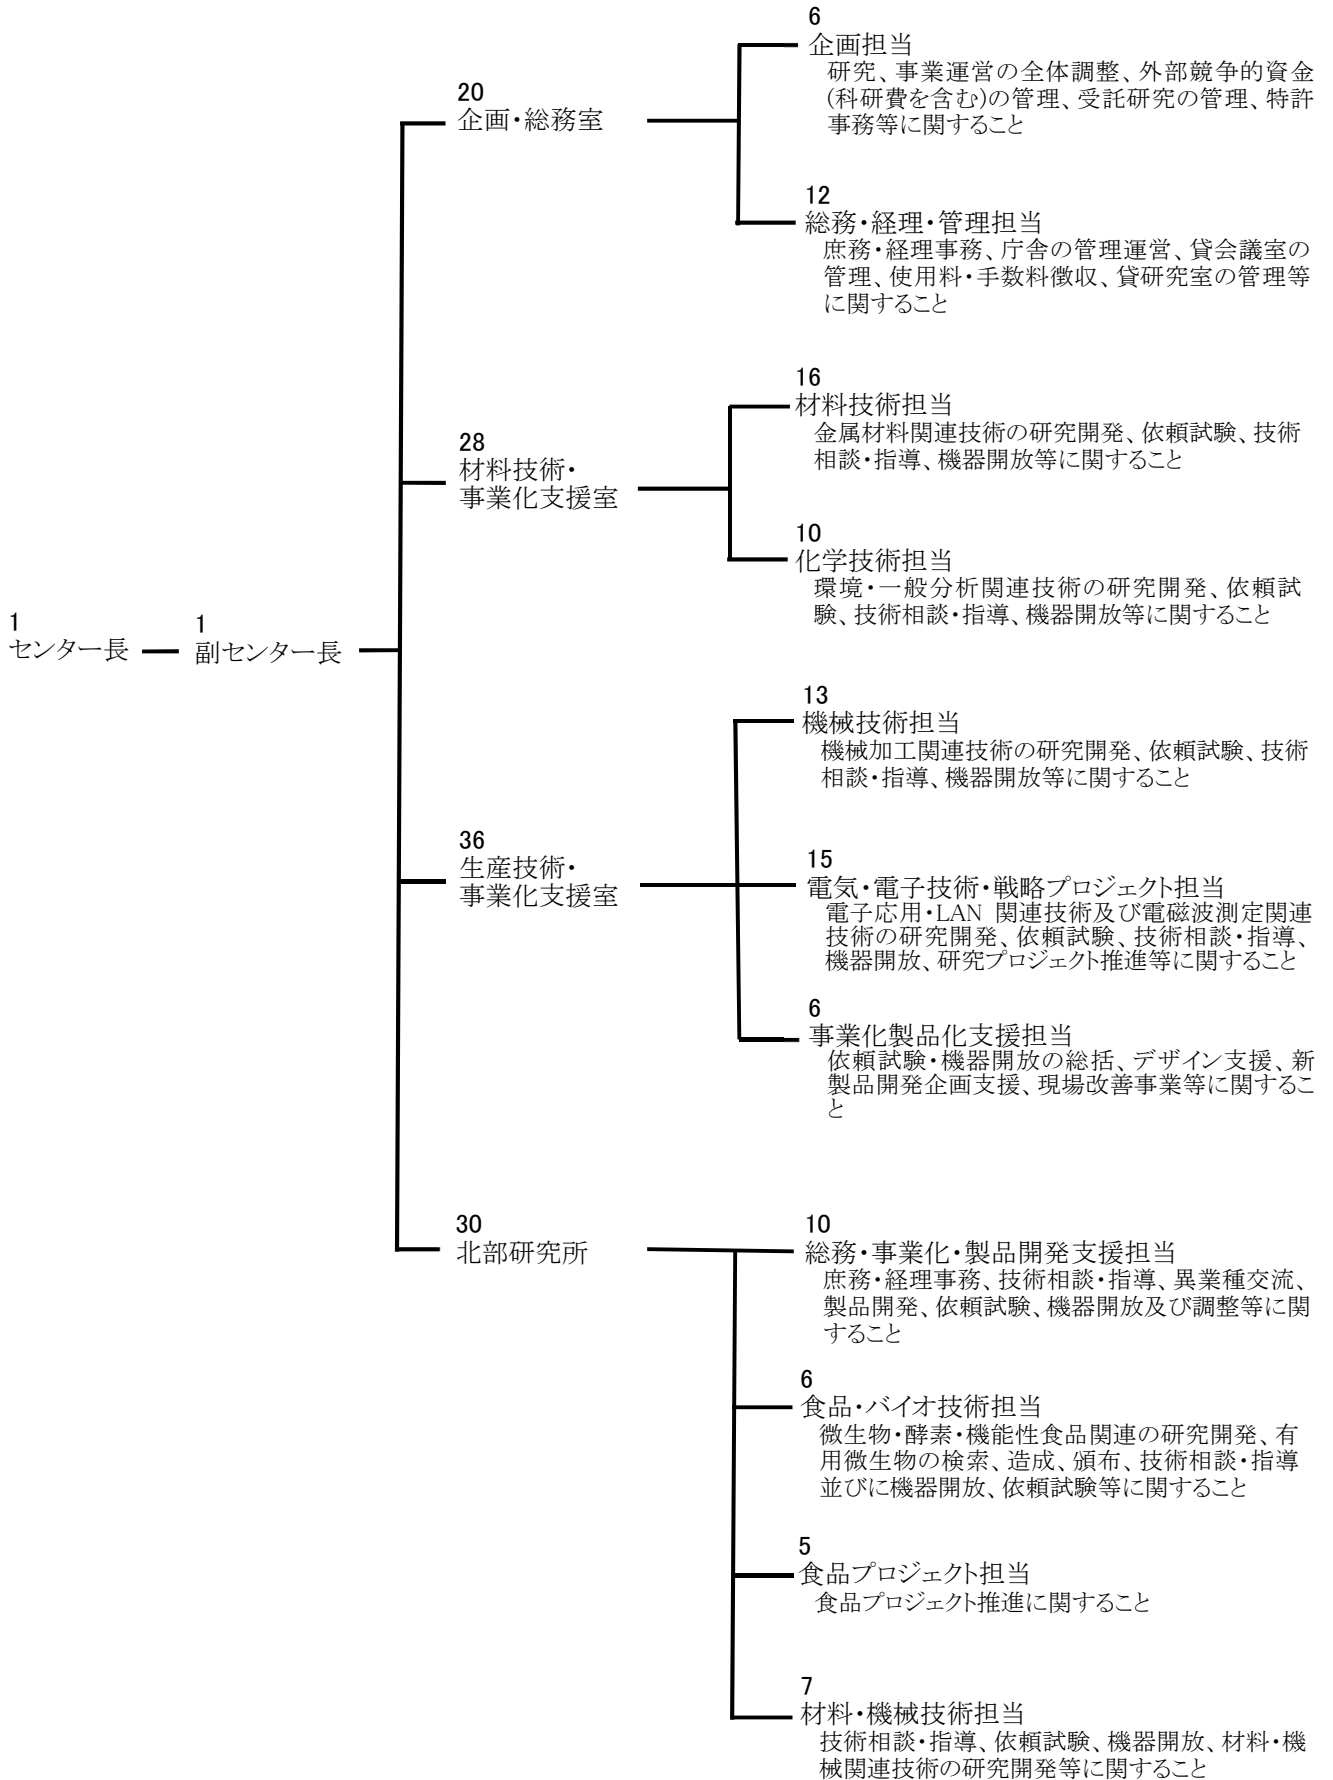 1
センター長
1
副センター長
20
企画・総務室
6
企画担当
研究、事業運営の全体調整、外部競争的資金
(科研費を含む)の管理、受託研究の管理、特許
事務等に関すること
12
総務・経理・管理担当
庶務・経理事務、庁舎の管理運営、貸会議室の
管理、使用料・手数料徴収、貸研究室の管理等
に関すること
28
材料技術・
事業化支援室
16
材料技術担当
金属材料関連技術の研究開発、依頼試験、技術
相談・指導、機器開放等に関すること
10
化学技術担当
環境・一般分析関連技術の研究開発、依頼試
験、技術相談・指導、機器開放等に関すること
36
生産技術・
事業化支援室
13
機械技術担当
機械加工関連技術の研究開発、依頼試験、技術
相談・指導、機器開放等に関すること
15
電気・電子技術・戦略プロジェクト担当
電子応用・LAN 関連技術及び電磁波測定関連
技術の研究開発、依頼試験、技術相談・指導、
機器開放、研究プロジェクト推進等に関すること
6
事業化製品化支援担当
依頼試験・機器開放の総括、デザイン支援、新
製品開発企画支援、現場改善事業等に関するこ
と
30
北部研究所
10
総務・事業化・製品開発支援担当
庶務・経理事務、技術相談・指導、異業種交流、
製品開発、依頼試験、機器開放及び調整等に関
すること
6
食品・バイオ技術担当
微生物・酵素・機能性食品関連の研究開発、有
用微生物の検索、造成、頒布、技術相談・指導
並びに機器開放、依頼試験等に関すること
5
食品プロジェクト担当
食品プロジェクト推進に関すること
7
材料・機械技術担当
技術相談・指導、依頼試験、機器開放、材料・機
械関連技術の研究開発等に関すること